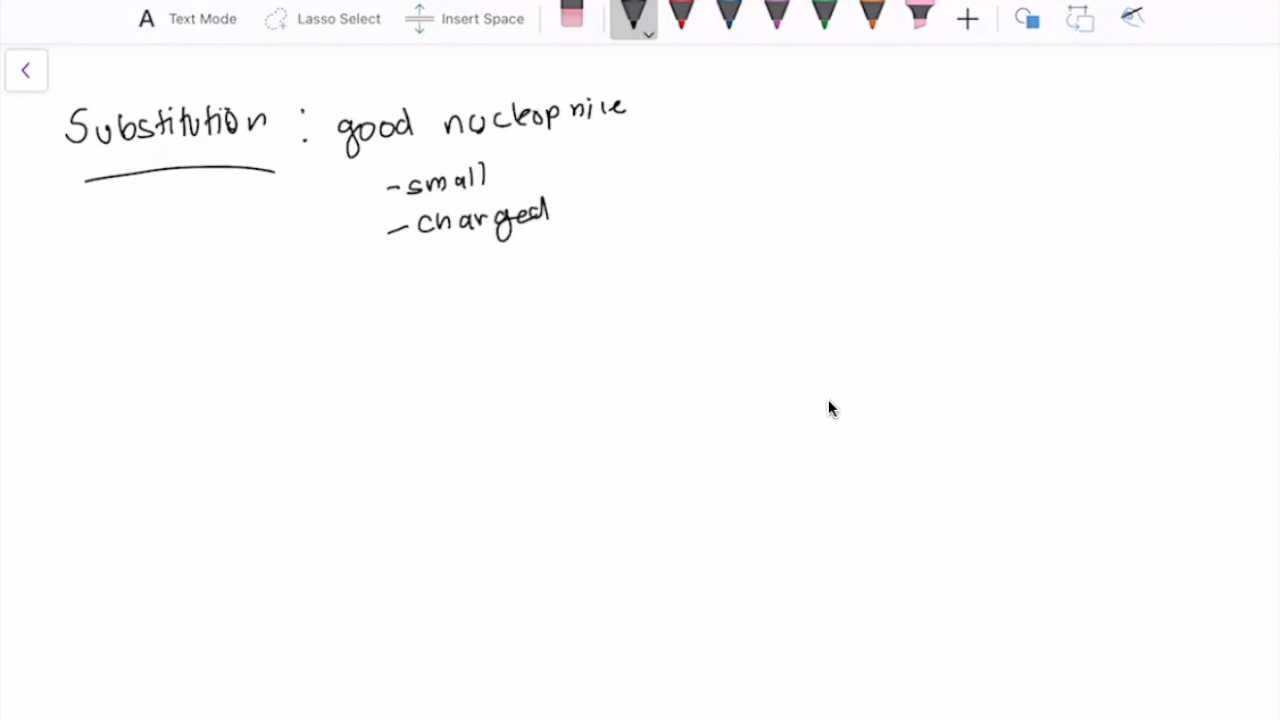 Text Mode Lasso Select Insert Space
Substitution : good nucleophile
- small
- charged